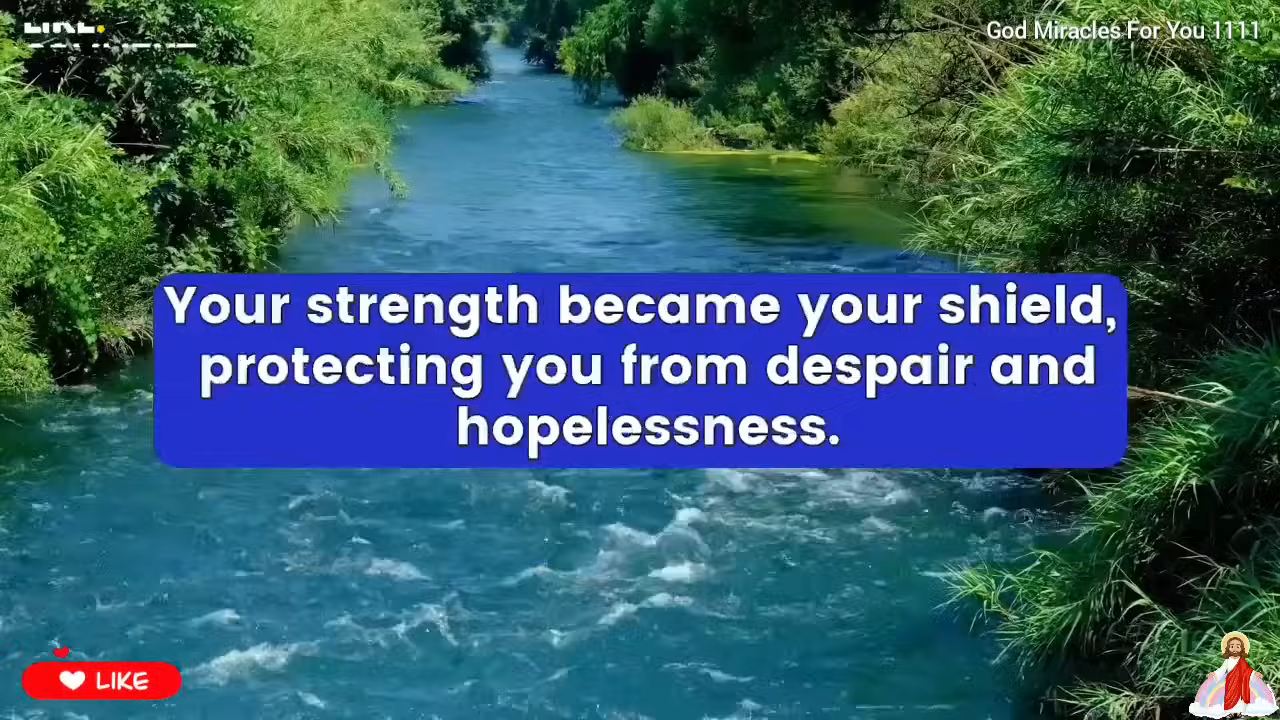 God Miracles For You 1111
Your strength became your shield,
protecting you from despair and
hopelessness.
LIKE